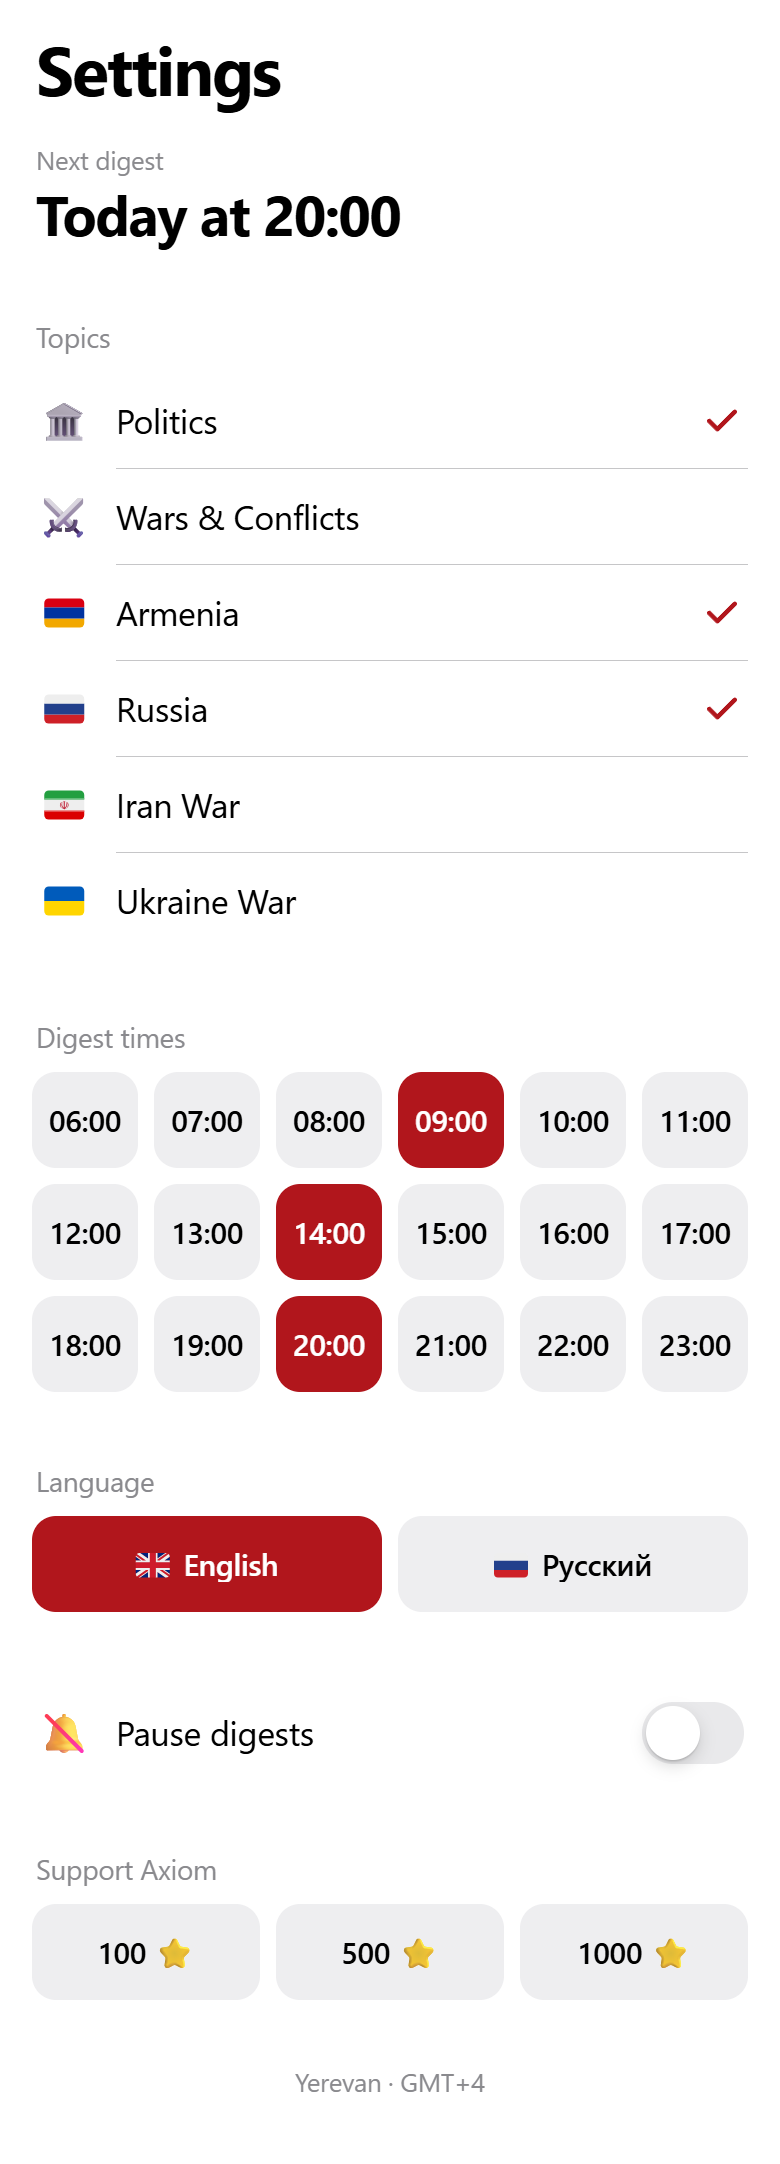 Settings
Next digest
Today at 20:00
Topics
Politics
Wars & Conflicts
Armenia
Russia
Iran War
Ukraine War
Digest times
06:00 07:00 08:00 09:00 10:00 11:00
12:00 13:00 14:00 15:00 16:00 17:00
18:00 19:00 20:00 21:00 22:00 23:00
Language
English Русский
Pause digests
Support Axiom
100 500 1000
Yerevan · GMT+4